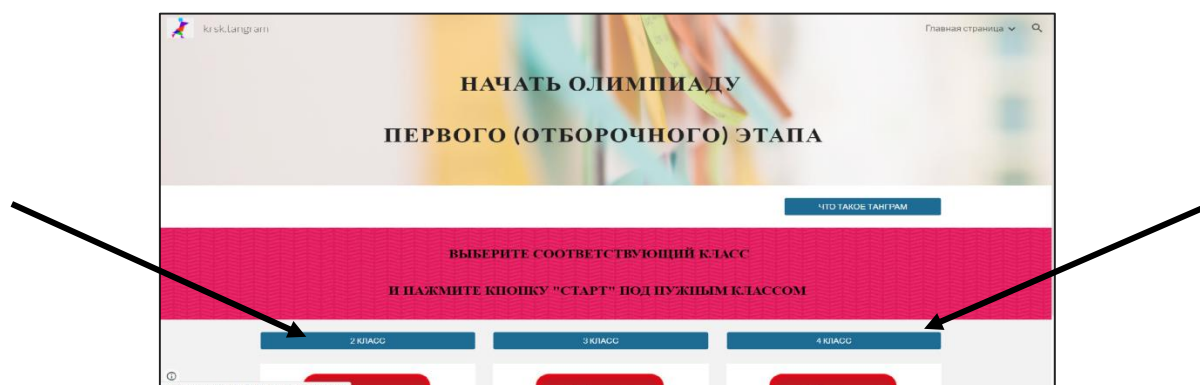 krsk.tangram
Главная страница
НАЧАТЬ ОЛИМПИАДУ
ПЕРВОГО (ОТБОРОЧНОГО) ЭТАПА
ЧТО ТАКОЕ ТАНГРАМ
ВЫБЕРИТЕ СООТВЕТСТВУЮЩИЙ КЛАСС
И НАЖМИТЕ КНОПКУ "СТАРТ" ПОД НУЖНЫМ КЛАССОМ
2 КЛАСС
3 КЛАСС
4 КЛАСС